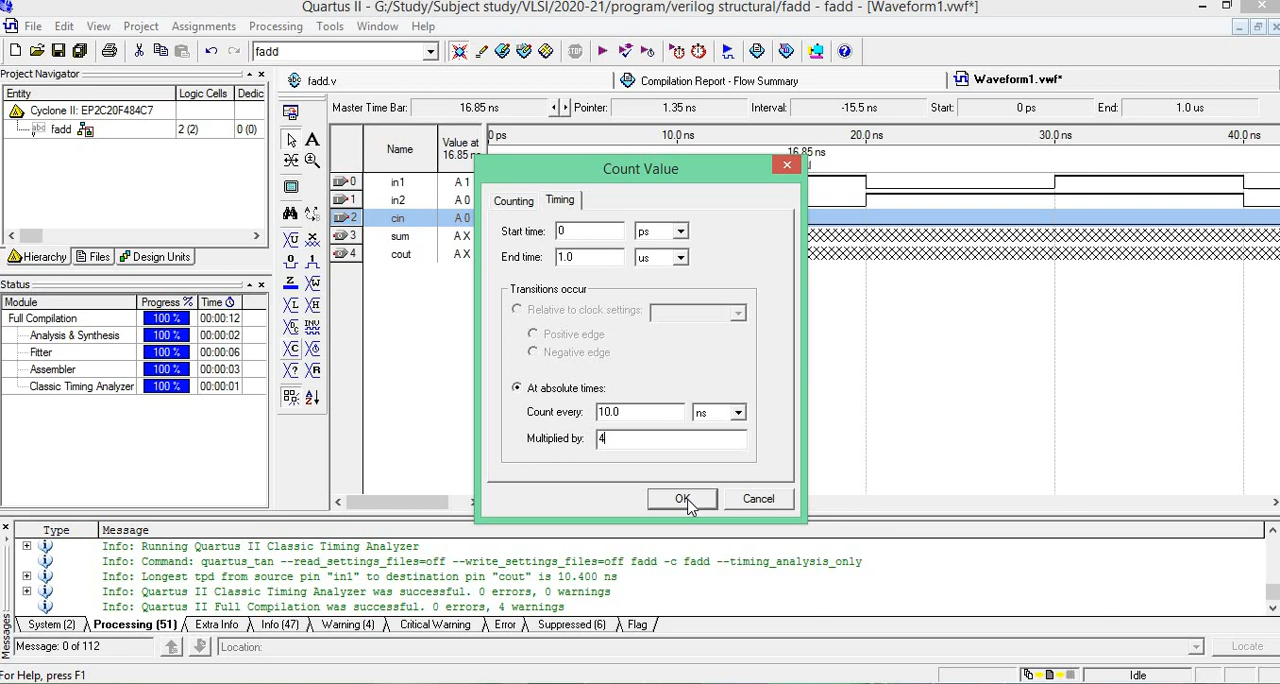 Quartus II - G:/Study/Subject study/VLSI/2020-21/program/verilog structural/fadd - fadd - [Waveform1.vwf*]
File Edit View Project Assignments Processing Tools Window Help
fadd
STOP
Project Navigator
Entity Logic Cells Dedic
Cyclone II: EP2C20F484C7
abc fadd 2 (2) 0 (0)
Hierarchy Files Design Units
Status
Module Progress % Time
Full Compilation 100 % 00:00:12
Analysis & Synthesis 100 % 00:00:02
Fitter 100 % 00:00:06
Assembler 100 % 00:00:03
Classic Timing Analyzer 100 % 00:00:01
fadd.v
Compilation Report - Flow Summary
Waveform1.vwf*
Master Time Bar: 16.85 ns Pointer: 1.35 ns Interval: -15.5 ns Start: 0 ps End: 1.0 us
Name
Value at
16.85 ns
0 ps 10.0 ns 20.0 ns 30.0 ns 40.0 ns
16.85 ns
0 in1 A 1
1 in2 A 0
2 cin A 0
3 sum A X
4 cout A X
Count Value
Counting Timing
Start time: 0 ps
End time: 1.0 us
Transitions occur
Relative to clock settings:
Positive edge
Negative edge
At absolute times:
Count every: 10.0 ns
Multiplied by: 4
OK Cancel
Type Message
Info: Running Quartus II Classic Timing Analyzer
Info: Command: quartus_tan --read_settings_files=off --write_settings_files=off fadd -c fadd --timing_analysis_only
Info: Longest tpd from source pin "in1" to destination pin "cout" is 10.400 ns
Info: Quartus II Classic Timing Analyzer was successful. 0 errors, 0 warnings
Info: Quartus II Full Compilation was successful. 0 errors, 4 warnings
System (2) Processing (51) Extra Info Info (47) Warning (4) Critical Warning Error Suppressed (6) Flag
Messages
Message: 0 of 112 Location: Locate
For Help, press F1 Idle